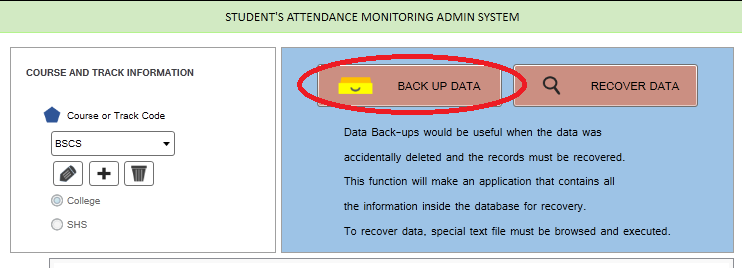 STUDENT'S ATTENDANCE MONITORING ADMIN SYSTEM
COURSE AND TRACK INFORMATION
Course or Track Code
BSCS
College
SHS
BACK UP DATA
RECOVER DATA
Data Back-ups would be useful when the data was
accidentally deleted and the records must be recovered.
This function will make an application that contains all
the information inside the database for recovery.
To recover data, special text file must be browsed and executed.